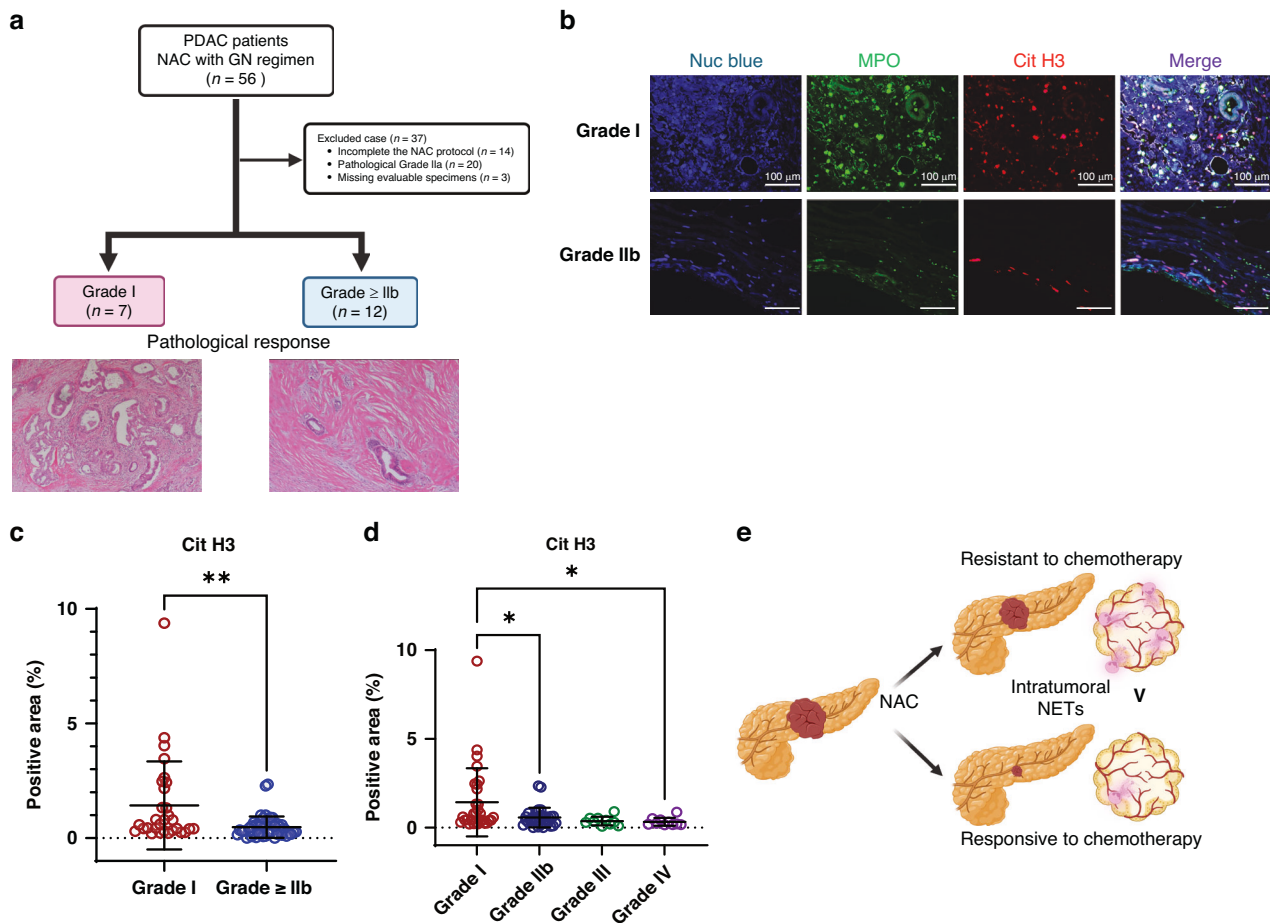 a
PDAC patients
NAC with GN regimen
(n = 56 )
Excluded case (n = 37)
• Incomplete the NAC protocol (n = 14)
• Pathological Grade IIa (n = 20)
• Missing evaluable specimens (n = 3)
Grade I
(n = 7)
Grade ≥ IIb
(n = 12)
Pathological response
b
Nuc blue
MPO
Cit H3
Merge
Grade I
100 μm
100 μm
100 μm
100 μm
Grade IIb
c
Cit H3
**
Positive area (%)
10
5
0
Grade I
Grade ≥ IIb
d
Cit H3
*
*
Positive area (%)
10
5
0
Grade I
Grade IIb
Grade III
Grade IV
e
Resistant to chemotherapy
NAC
Intratumoral
NETs
V
Responsive to chemotherapy